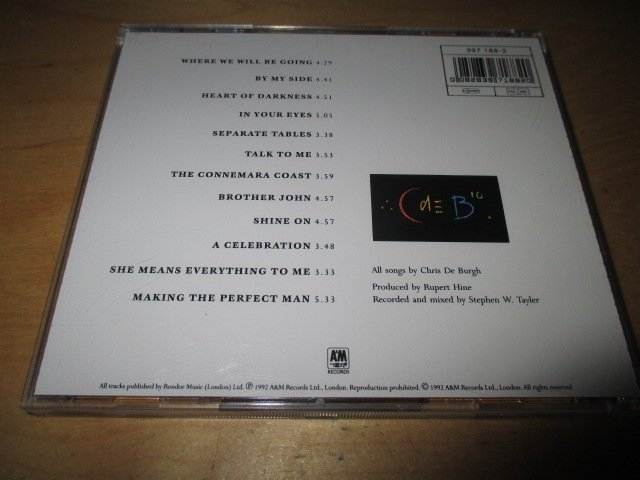 397 188-2
WHERE WE WILL BE GOING 4.29
BY MY SIDE 4.41
HEART OF DARKNESS 4.51
IN YOUR EYES 5.05
SEPARATE TABLES 3.38
TALK TO ME 3.53
THE CONNEMARA COAST 3.59
BROTHER JOHN 4.57
SHINE ON 4.57
A CELEBRATION 3.48
SHE MEANS EVERYTHING TO ME 3.33
MAKING THE PERFECT MAN 5.33
C de B
All songs by Chris De Burgh
Produced by Rupert Hine
Recorded and mixed by Stephen W. Tayler
A&M
RECORDS
All tracks published by Rondor Music (London) Ltd. ℗ 1992 A&M Records Ltd., London. Reproduction prohibited. © 1992 A&M Records Ltd., London. All rights reserved